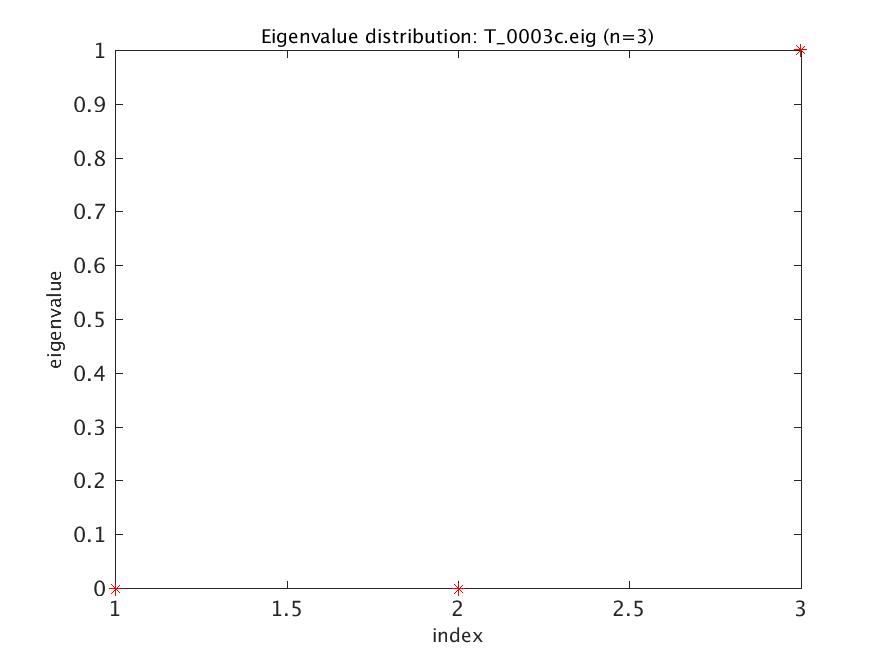 Eigenvalue distribution: T_0003c.eig (n=3)
1
0.9
0.8
0.7
0.6
0.5
0.4
0.3
0.2
0.1
0
eigenvalue
1 1.5 2 2.5 3
index